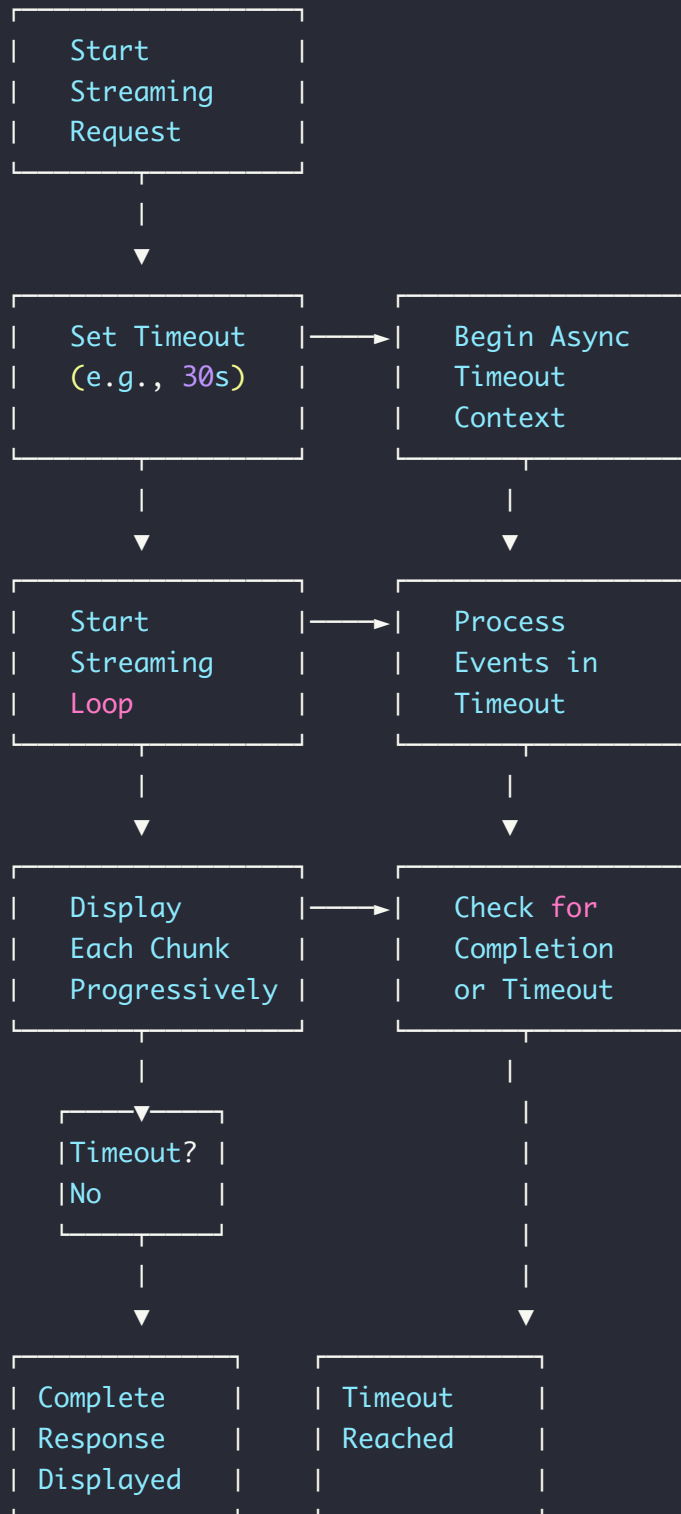 Start
Streaming
Request
Set Timeout
(e.g., 30s)
Begin Async
Timeout
Context
Start
Streaming
Loop
Process
Events in
Timeout
Display
Each Chunk
Progressively
Check for
Completion
or Timeout
Timeout?
No
Complete
Response
Displayed
Timeout
Reached